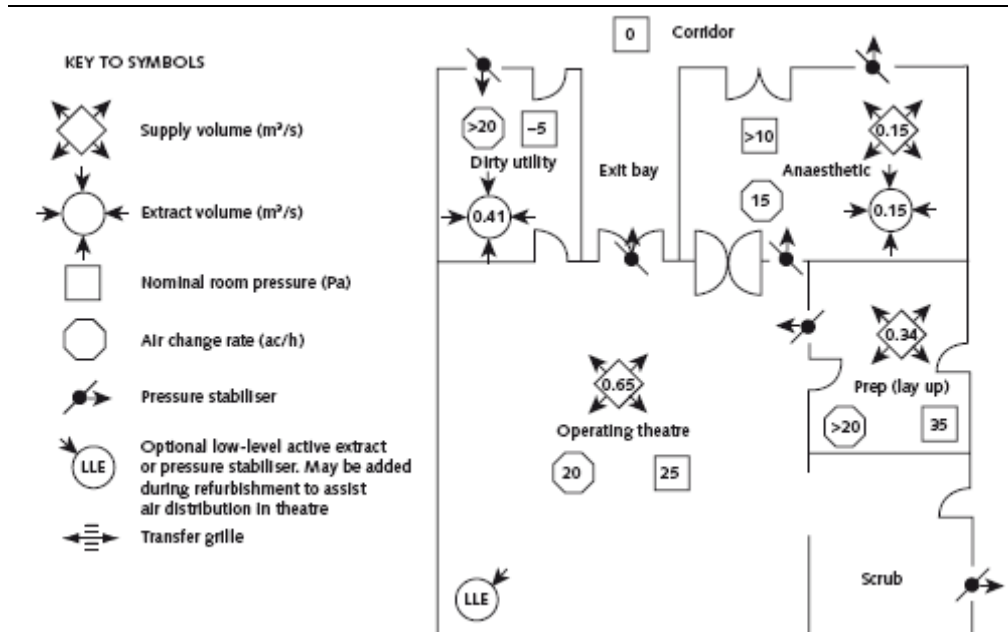 KEY TO SYMBOLS
Supply volume (m³/s)
Extract volume (m³/s)
Nominal room pressure (Pa)
Air change rate (ac/h)
Pressure stabiliser
LLE
Optional low-level active extract
or pressure stabiliser. May be added
during refurbishment to assist
air distribution in theatre
Transfer grille
0
Corridor
>20
-5
Dirty utility
0.41
Exit bay
>10
0.15
Anaesthetic
15
0.15
0.34
Prep (lay up)
>20
35
0.65
Operating theatre
20
25
LLE
Scrub